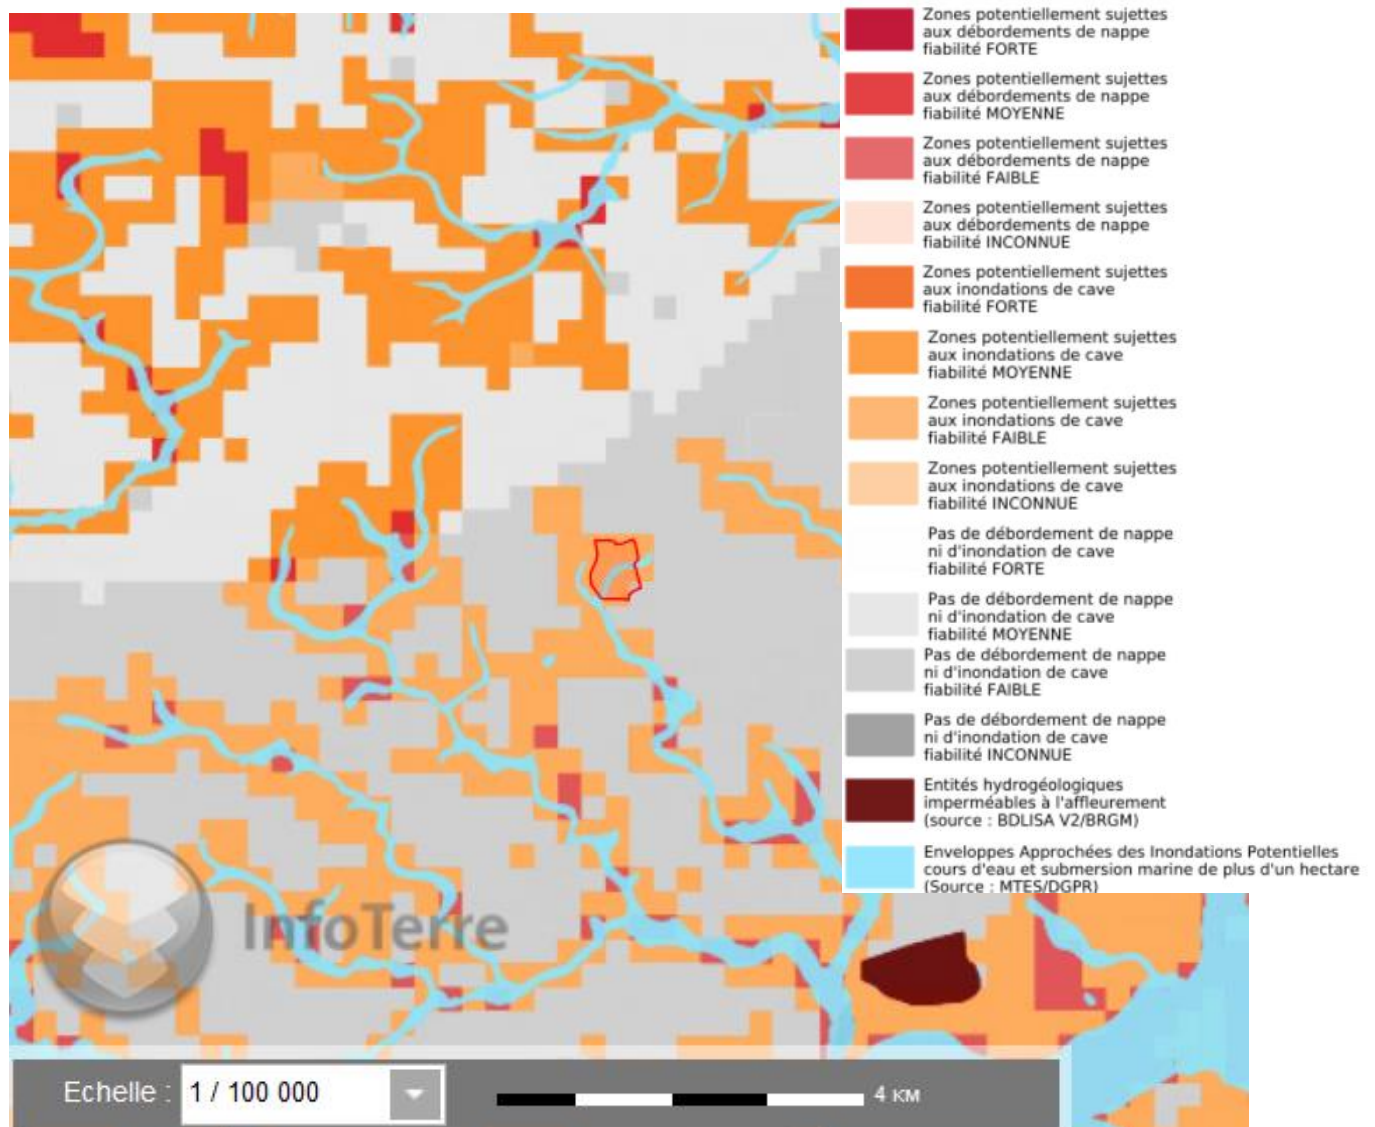 Zones potentiellement sujettes
aux débordements de nappe
fiabilité FORTE
Zones potentiellement sujettes
aux débordements de nappe
fiabilité MOYENNE
Zones potentiellement sujettes
aux débordements de nappe
fiabilité FAIBLE
Zones potentiellement sujettes
aux débordements de nappe
fiabilité INCONNUE
Zones potentiellement sujettes
aux inondations de cave
fiabilité FORTE
Zones potentiellement sujettes
aux inondations de cave
fiabilité MOYENNE
Zones potentiellement sujettes
aux inondations de cave
fiabilité FAIBLE
Zones potentiellement sujettes
aux inondations de cave
fiabilité INCONNUE
Pas de débordement de nappe
ni d'inondation de cave
fiabilité FORTE
Pas de débordement de nappe
ni d'inondation de cave
fiabilité MOYENNE
Pas de débordement de nappe
ni d'inondation de cave
fiabilité FAIBLE
Pas de débordement de nappe
ni d'inondation de cave
fiabilité INCONNUE
Entités hydrogéologiques
imperméables à l'affleurement
(source : BDLISA V2/BRGM)
Enveloppes Approchées des Inondations Potentielles
cours d'eau et submersion marine de plus d'un hectare
(Source : MTES/DGPR)
InfoTerre
Echelle : 1 / 100 000
4 км